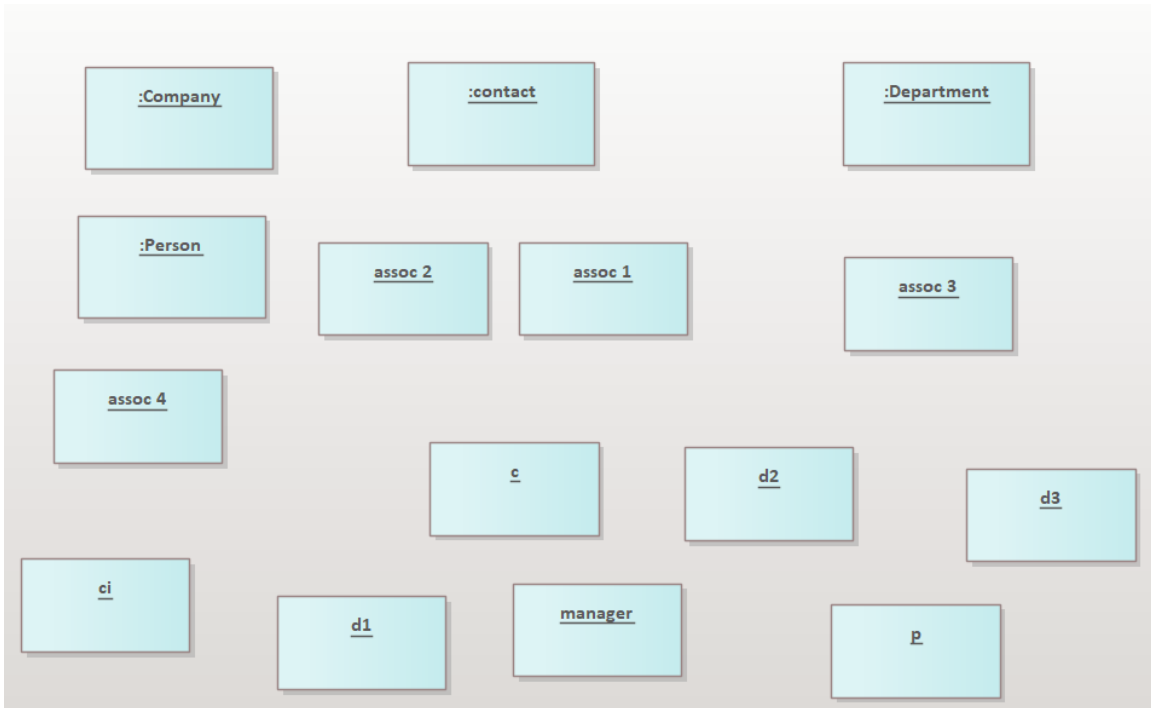 :Company
:contact
:Department
:Person
assoc 2
assoc 1
assoc 3
assoc 4
c
d2
d3
ci
d1
manager
p